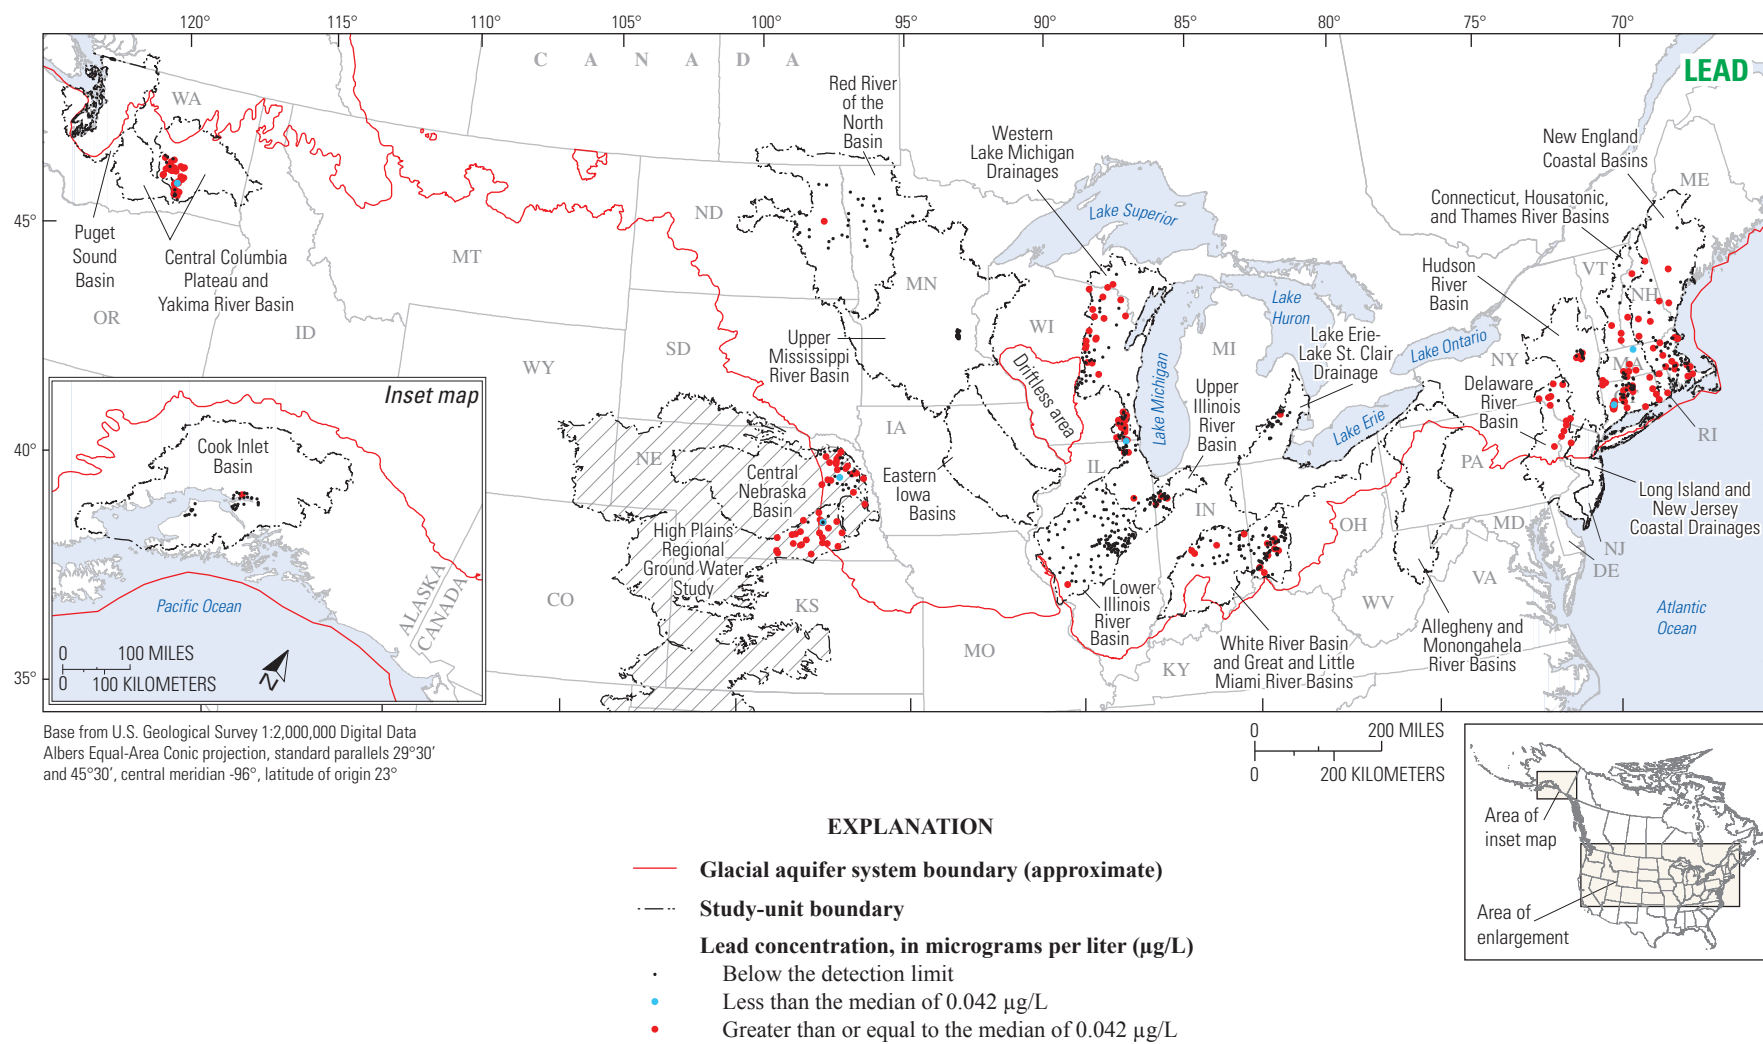 120°
115°
110°
105°
100°
95°
90°
85°
80°
75°
70°
LEAD
C A N A D A
45°
40°
35°
WA
OR
ID
MT
WY
ND
SD
NE
CO
KS
MN
IA
MO
WI
IL
MI
IN
OH
KY
WV
VA
PA
NY
MD
DE
NJ
RI
MA
NH
VT
ME
Puget
Sound
Basin
Central Columbia
Plateau and
Yakima River Basin
Red River
of the
North
Basin
Western
Lake Michigan
Drainages
New England
Coastal Basins
Connecticut, Housatonic,
and Thames River Basins
Hudson
River
Basin
Lake Superior
Lake
Huron
Lake Michigan
Lake Ontario
Lake Erie
Lake Erie-
Lake St. Clair
Drainage
Upper
Illinois
River
Basin
Delaware
River
Basin
Upper
Mississippi
River Basin
Driftless area
Eastern
Iowa
Basins
Central
Nebraska
Basin
High Plains
Regional
Ground Water
Study
Lower
Illinois
River
Basin
White River Basin
and Great and Little
Miami River Basins
Allegheny and
Monongahela
River Basins
Long Island and
New Jersey
Coastal Drainages
Atlantic
Ocean
Inset map
Cook Inlet
Basin
Pacific Ocean
ALASKA
CANADA
0 100 MILES
0 100 KILOMETERS
N
Base from U.S. Geological Survey 1:2,000,000 Digital Data
Albers Equal-Area Conic projection, standard parallels 29°30′
and 45°30′, central meridian -96°, latitude of origin 23°
0 200 MILES
0 200 KILOMETERS
Area of
inset map
Area of
enlargement
EXPLANATION
Glacial aquifer system boundary (approximate)
Study-unit boundary
Lead concentration, in micrograms per liter (µg/L)
Below the detection limit
Less than the median of 0.042 µg/L
Greater than or equal to the median of 0.042 µg/L